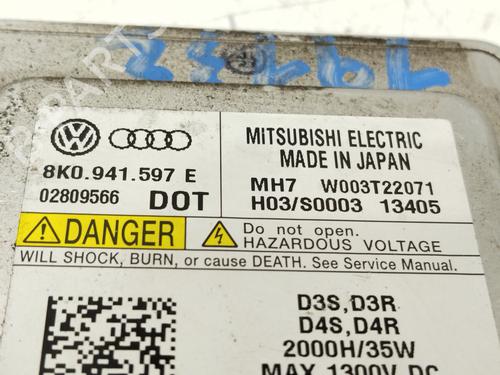 MITSUBISHI ELECTRIC
MADE IN JAPAN
8K0.941.597 E
02809566 DOT
MH7 W003T22071
H03/S0003 13405
DANGER
Do not open.
HAZARDOUS VOLTAGE
WILL SHOCK, BURN, or cause DEATH. See Service Manual.
D3S,D3R
D4S,D4R
2000H/35W
MAX 1300V DC